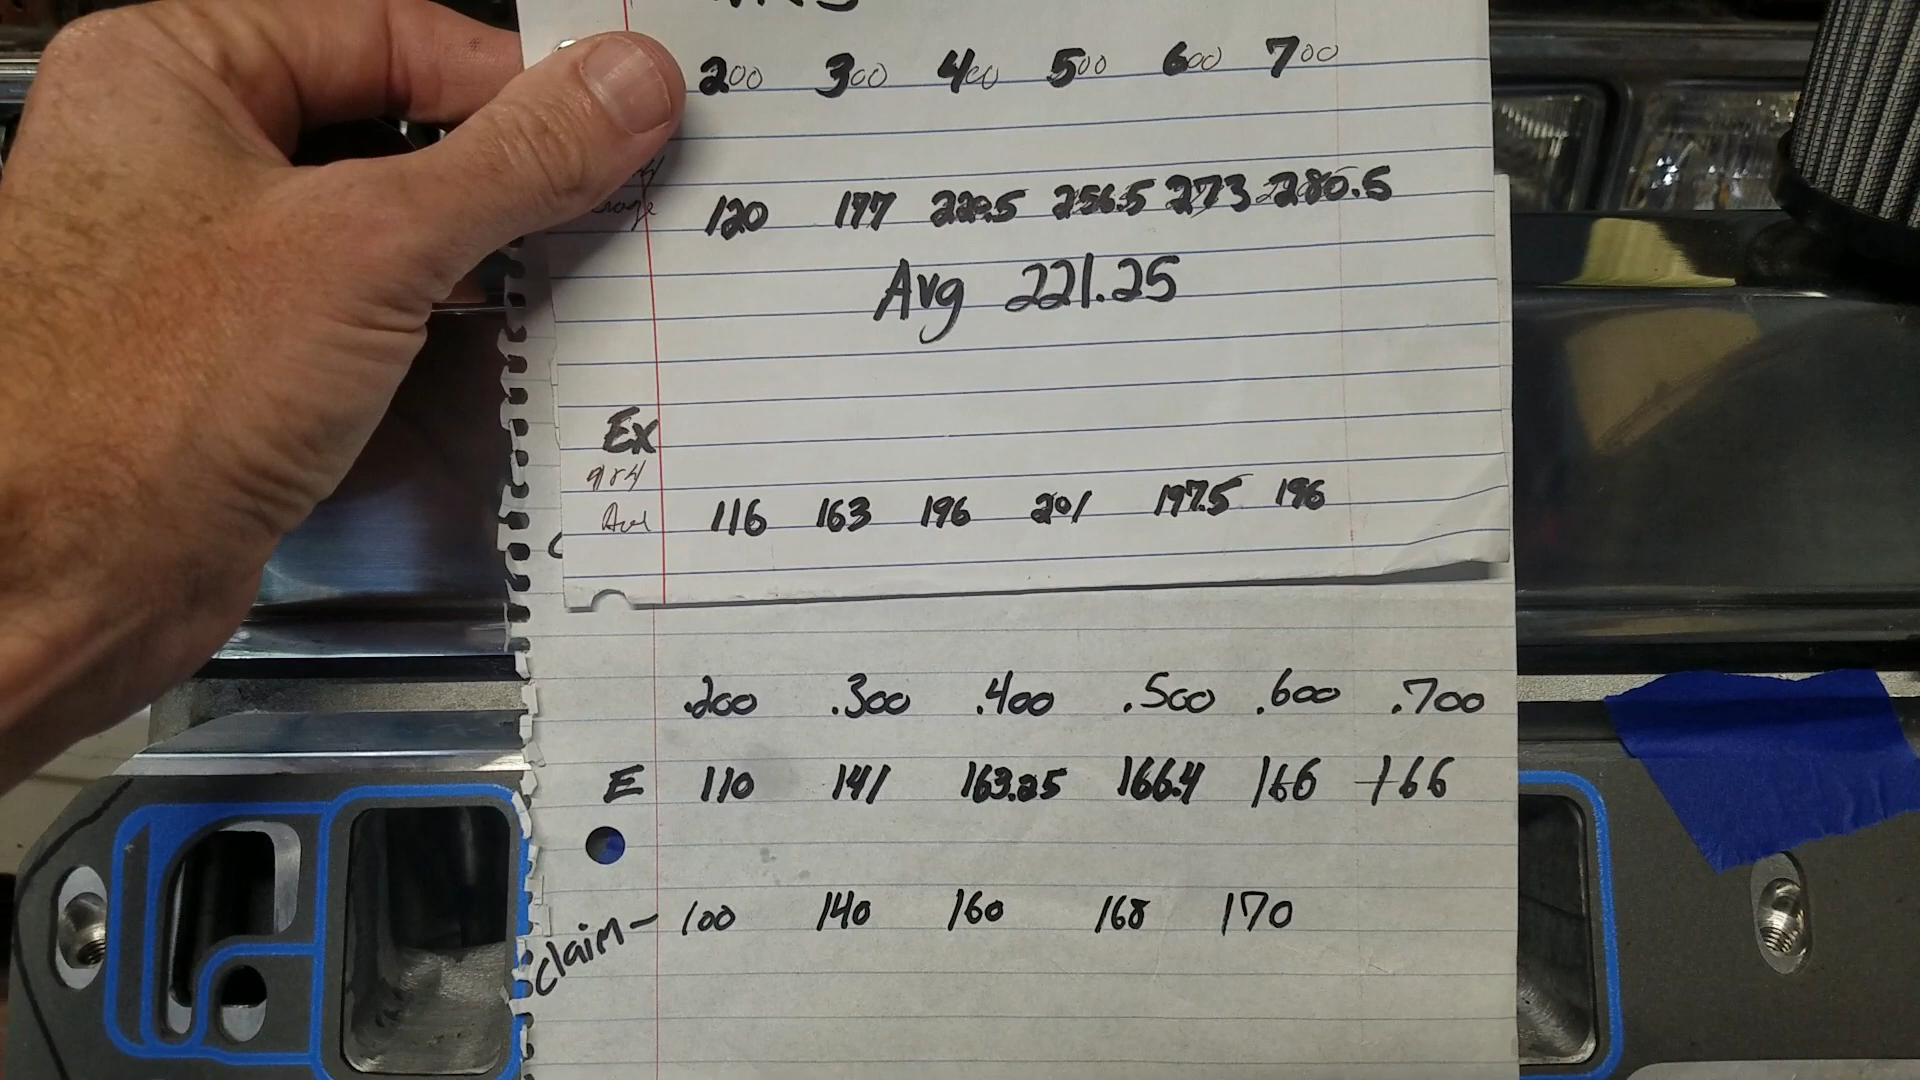 200 300 400 500 600 700
120 177 220.5 256.5 273 280.5
Avg 221.25
Ex
116 163 196 201 197.5 196
.200 .300 .400 .500 .600 .700
E 110 141 163.25 166.4 166 166
Claim- 100 140 160 168 170